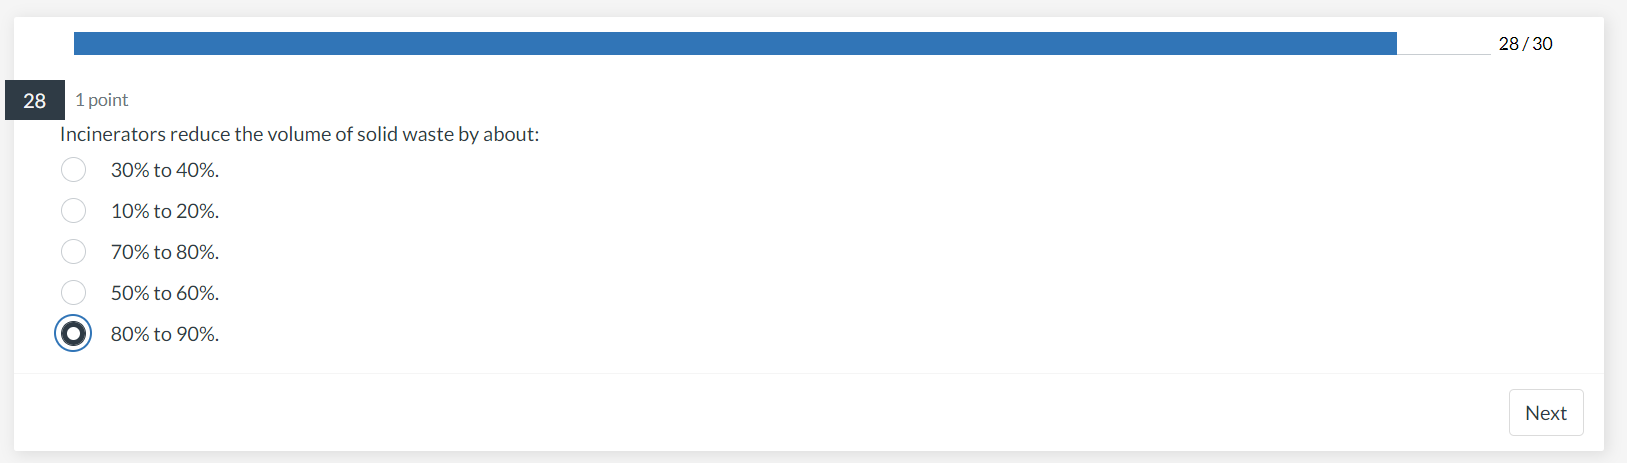 28 / 30
28
1 point
Incinerators reduce the volume of solid waste by about:
30% to 40%.
10% to 20%.
70% to 80%.
50% to 60%.
80% to 90%.
Next